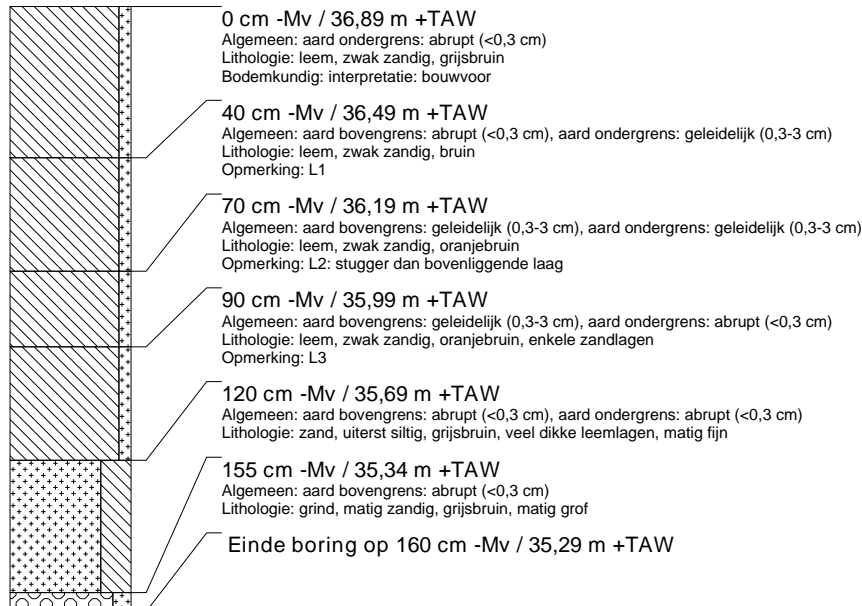 0 cm -Mv / 36,89 m +TAW
Algemeen: aard ondergrens: abrupt (<0,3 cm)
Lithologie: leem, zwak zandig, grijsbruin
Bodemkundig: interpretatie: bouwvoor
40 cm -Mv / 36,49 m +TAW
Algemeen: aard bovengrens: abrupt (<0,3 cm), aard ondergrens: geleidelijk (0,3-3 cm)
Lithologie: leem, zwak zandig, bruin
Opmerking: L1
70 cm -Mv / 36,19 m +TAW
Algemeen: aard bovengrens: geleidelijk (0,3-3 cm), aard ondergrens: geleidelijk (0,3-3 cm)
Lithologie: leem, zwak zandig, oranjebruin
Opmerking: L2: stugger dan bovenliggende laag
90 cm -Mv / 35,99 m +TAW
Algemeen: aard bovengrens: geleidelijk (0,3-3 cm), aard ondergrens: abrupt (<0,3 cm)
Lithologie: leem, zwak zandig, oranjebruin, enkele zandlagen
Opmerking: L3
120 cm -Mv / 35,69 m +TAW
Algemeen: aard bovengrens: abrupt (<0,3 cm), aard ondergrens: abrupt (<0,3 cm)
Lithologie: zand, uiterst siltig, grijsbruin, veel dikke leemlagen, matig fijn
155 cm -Mv / 35,34 m +TAW
Algemeen: aard bovengrens: abrupt (<0,3 cm)
Lithologie: grind, matig zandig, grijsbruin, matig grof
Einde boring op 160 cm -Mv / 35,29 m +TAW